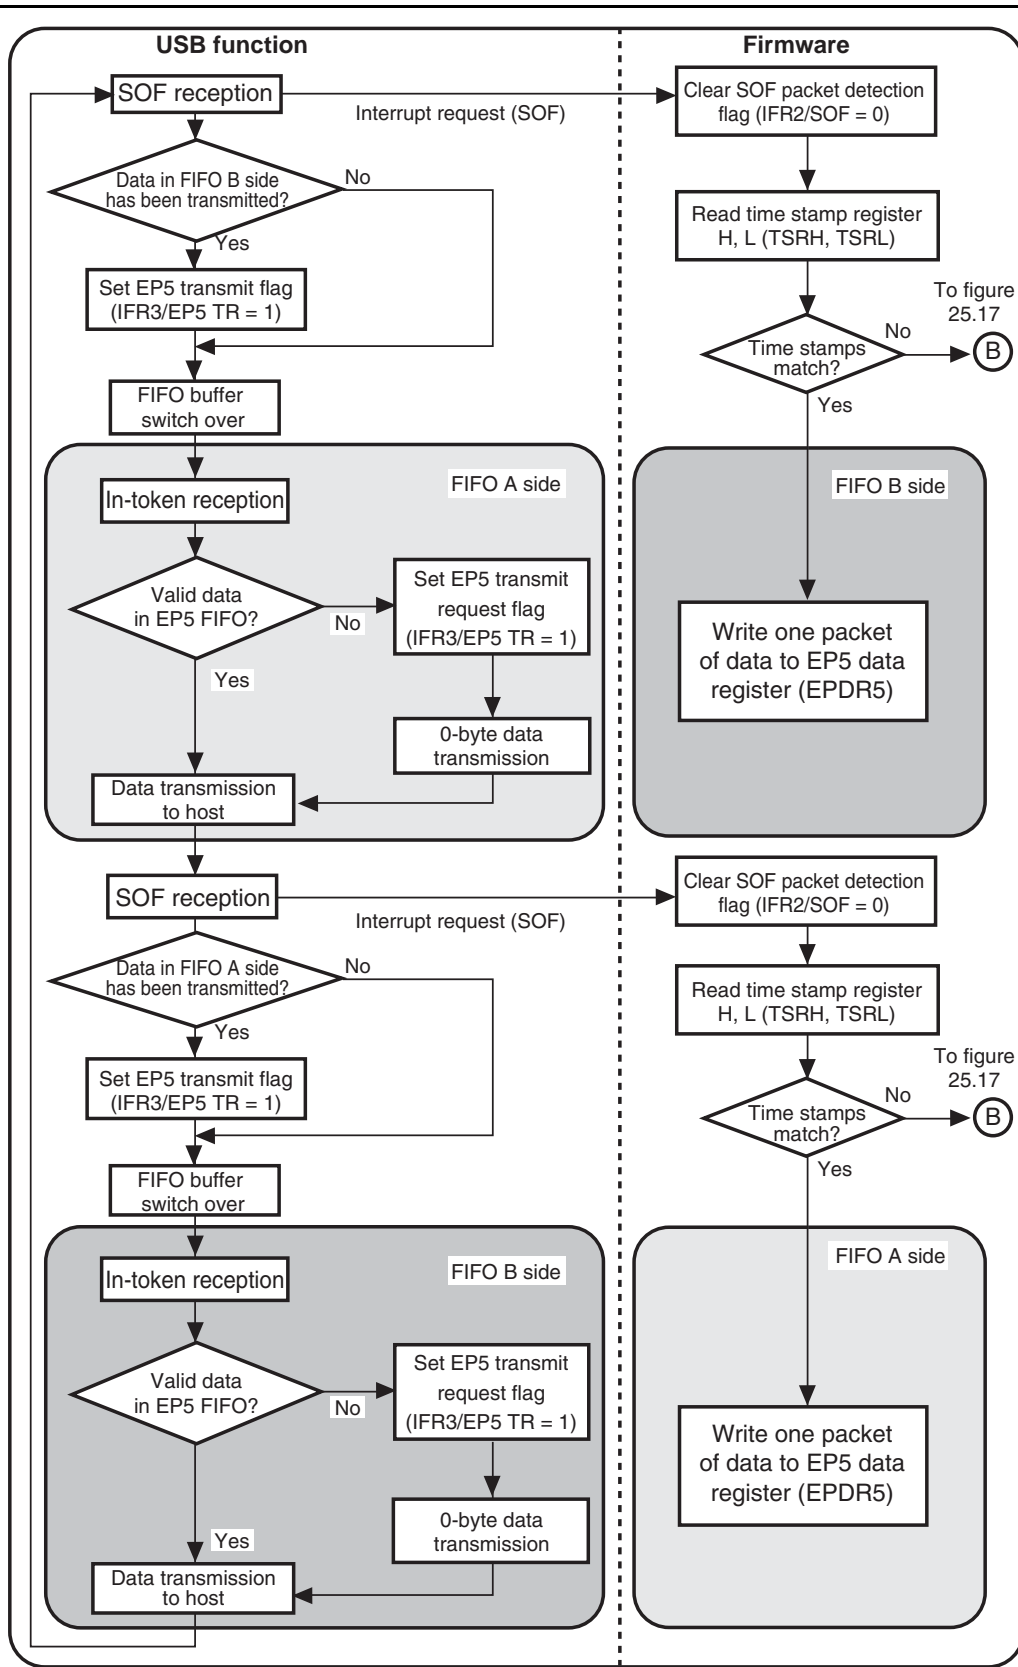 USB function
Firmware
SOF reception
Interrupt request (SOF)
Clear SOF packet detection
flag (IFR2/SOF = 0)
Data in FIFO B side
has been transmitted?
No
Yes
Read time stamp register
H, L (TSRH, TSRL)
Set EP5 transmit flag
(IFR3/EP5 TR = 1)
To figure
25.17
Time stamps
match?
No
B
Yes
FIFO buffer
switch over
FIFO A side
In-token reception
FIFO B side
Valid data
in EP5 FIFO?
No
Yes
Set EP5 transmit
request flag
(IFR3/EP5 TR = 1)
Write one packet
of data to EP5 data
register (EPDR5)
0-byte data
transmission
Data transmission
to host
SOF reception
Interrupt request (SOF)
Clear SOF packet detection
flag (IFR2/SOF = 0)
Data in FIFO A side
has been transmitted?
No
Yes
Read time stamp register
H, L (TSRH, TSRL)
Set EP5 transmit flag
(IFR3/EP5 TR = 1)
To figure
25.17
Time stamps
match?
No
B
Yes
FIFO buffer
switch over
FIFO B side
In-token reception
FIFO A side
Valid data
in EP5 FIFO?
No
Yes
Set EP5 transmit
request flag
(IFR3/EP5 TR = 1)
Write one packet
of data to EP5 data
register (EPDR5)
0-byte data
transmission
Data transmission
to host